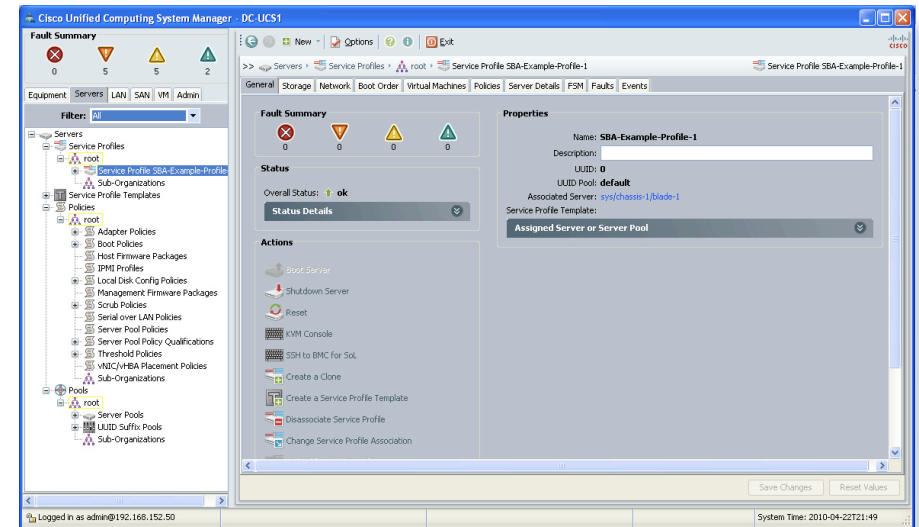 Cisco Unified Computing System Manager - DC-UCS1
Fault Summary
0 5 5 2
Equipment Servers LAN SAN VM Admin
Filter: All
Servers
Service Profiles
root
Service Profile SBA-Example-Profile-
Sub-Organizations
Service Profile Templates
Policies
root
Adapter Policies
Boot Policies
Host Firmware Packages
IPMI Profiles
Local Disk Config Policies
Management Firmware Packages
Scrub Policies
Serial over LAN Policies
Server Pool Policies
Server Pool Policy Qualifications
Threshold Policies
vNIC/vHBA Placement Policies
Sub-Organizations
Pools
root
Server Pools
UUID Suffix Pools
Sub-Organizations
New Options Exit
CISCO
>> Servers Service Profiles root Service Profile SBA-Example-Profile-1
Service Profile SBA-Example-Profile-1
General Storage Network Boot Order Virtual Machines Policies Server Details FSM Faults Events
Fault Summary
0 0 0 0
Status
Overall Status: ok
Status Details
Actions
Boot Server
Shutdown Server
Reset
KVM Console
SSH to BMC for SoL
Create a Clone
Create a Service Profile Template
Disassociate Service Profile
Change Service Profile Association
Properties
Name: SBA-Example-Profile-1
Description:
UUID: 0
UUID Pool: default
Associated Server: sys/chassis-1/blade-1
Service Profile Template:
Assigned Server or Server Pool
Save Changes Reset Values
Logged in as admin@192.168.152.50
System Time: 2010-04-22T21:49